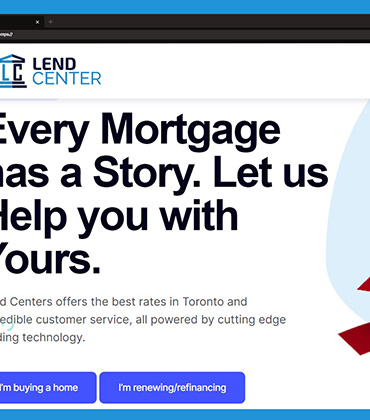 LC LEND
CENTER
Every Mortgage
has a Story. Let us
Help you with
Yours.
d Centers offers the best rates in Toronto and
edible customer service, all powered by cutting edge
ding technology.
I'm buying a home I'm renewing/refinancing